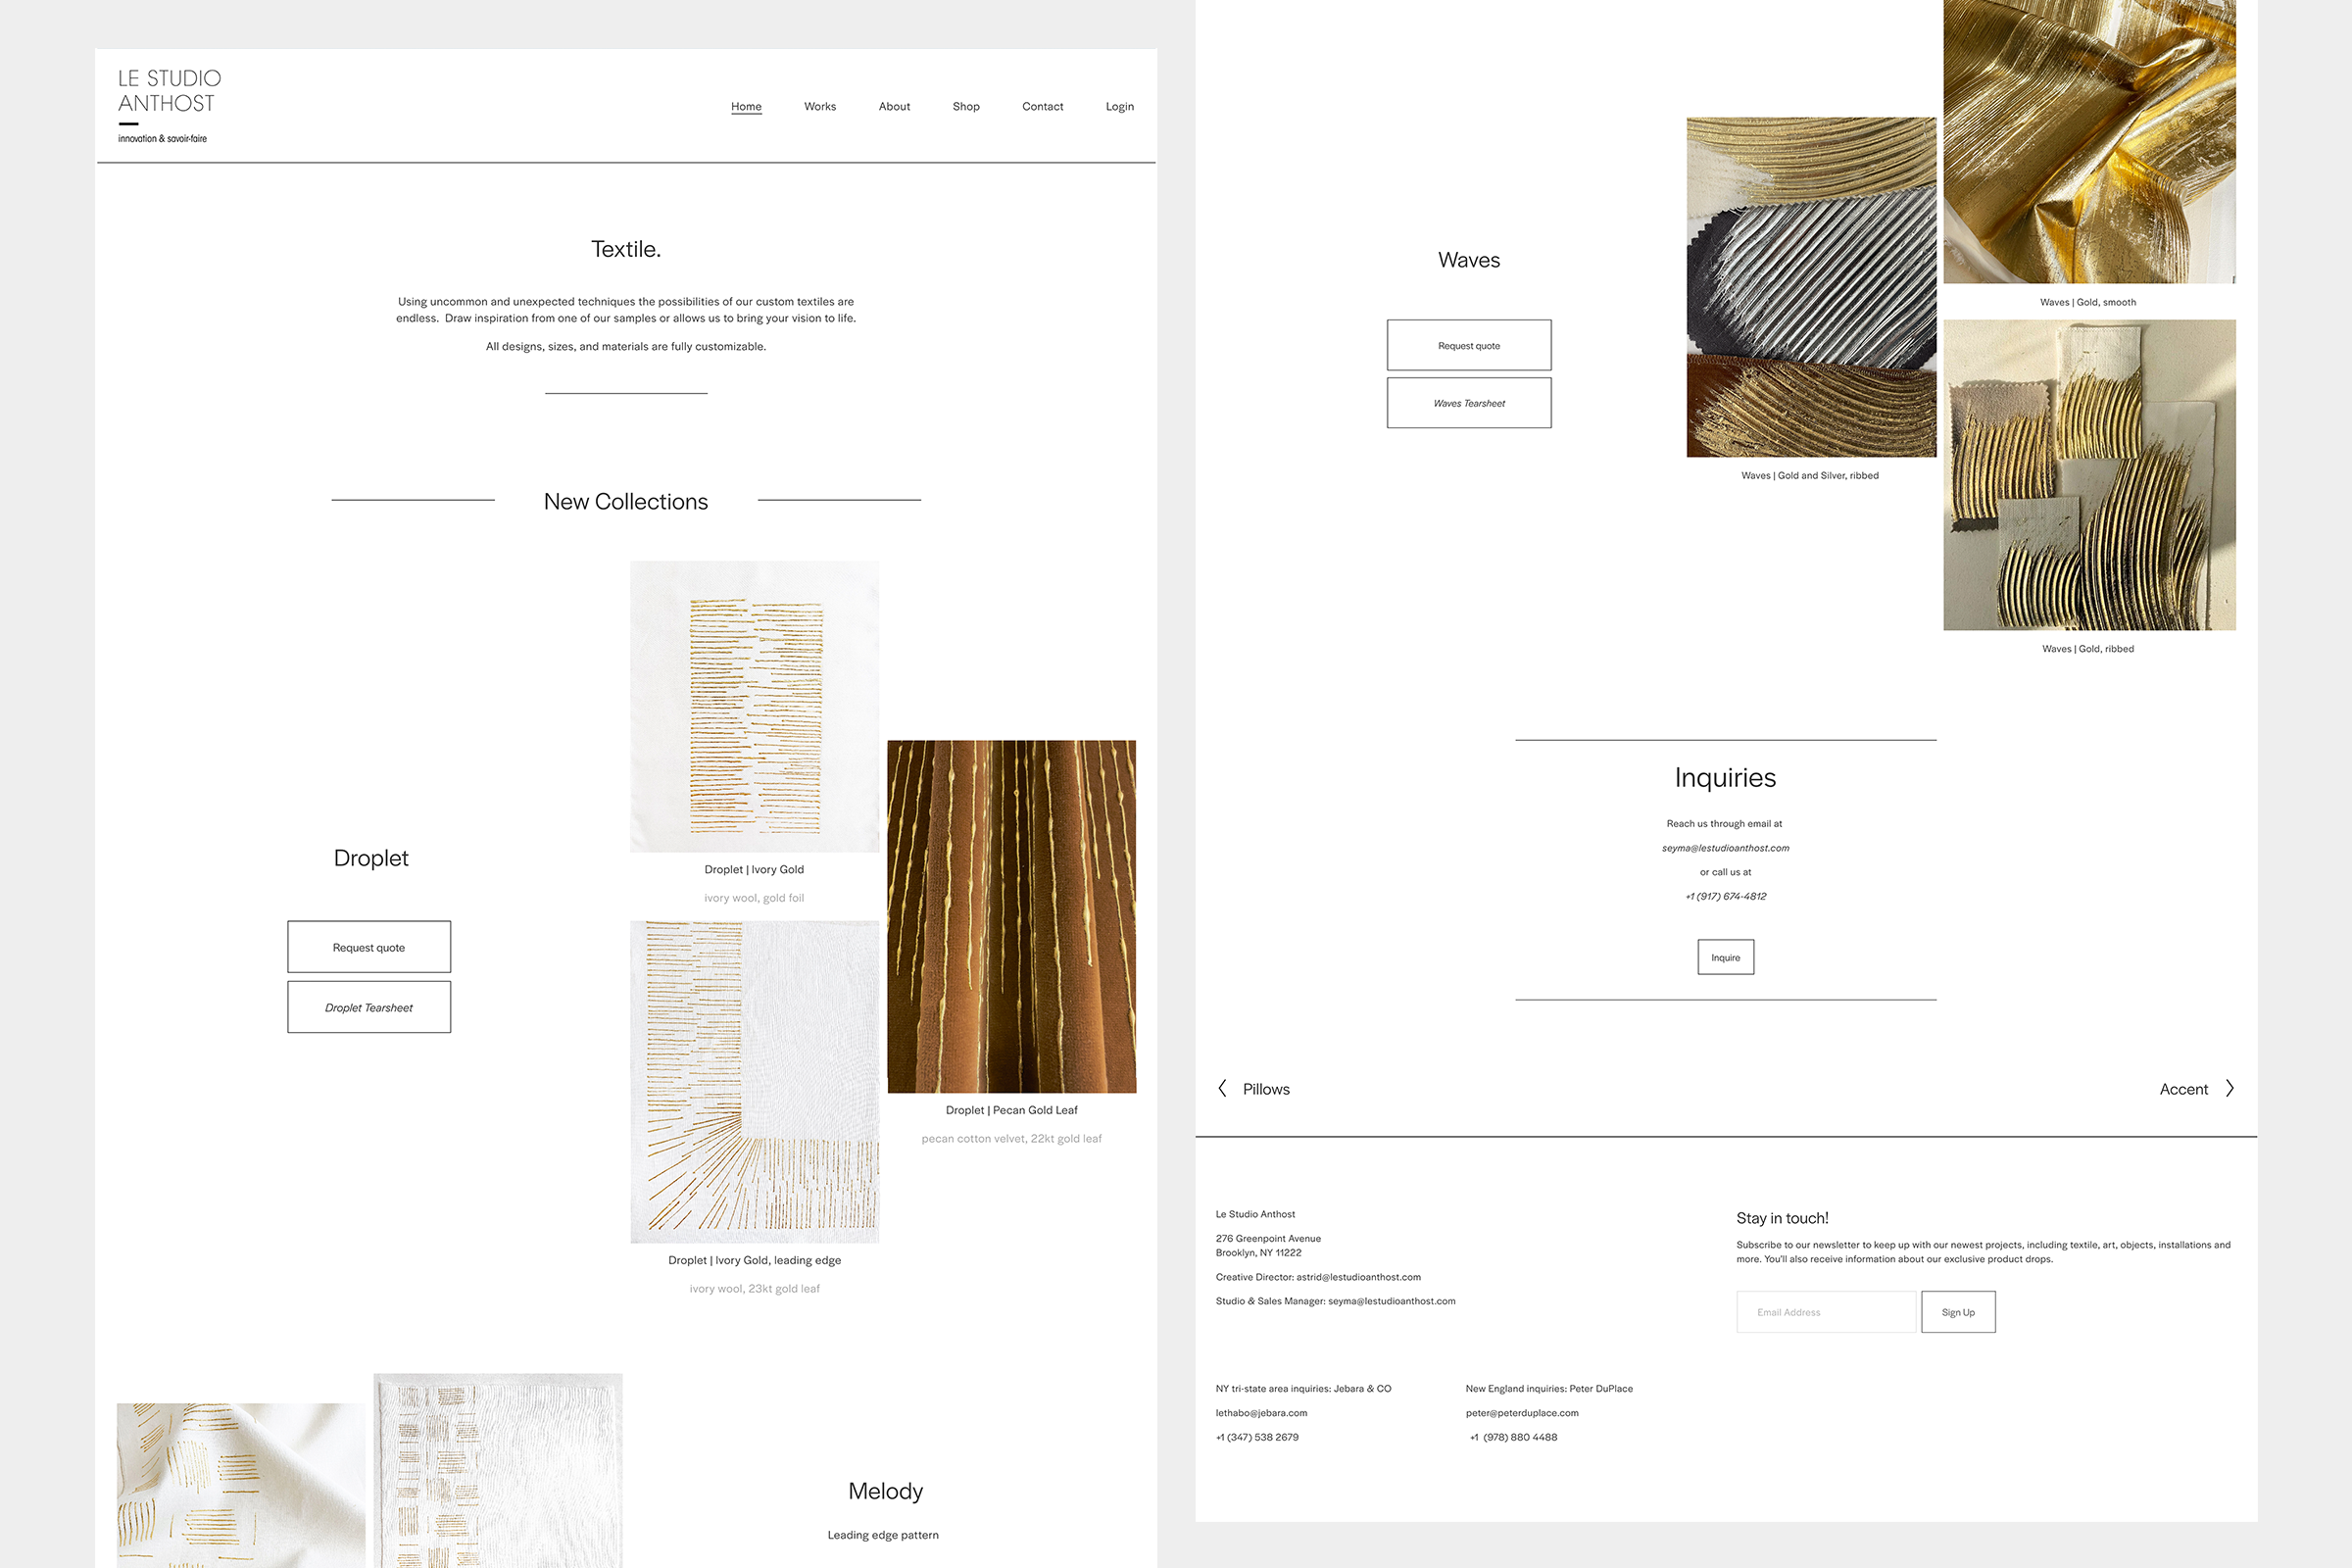 LE STUDIO
ANTHOST
innovation & savoir-faire
Home
Works
About
Shop
Contact
Login
Textile.
Using uncommon and unexpected techniques the possibilities of our custom textiles are
endless. Draw inspiration from one of our samples or allows us to bring your vision to life.
All designs, sizes, and materials are fully customizable.
New Collections
Droplet
Request quote
Droplet Tearsheet
Droplet | Ivory Gold
ivory wool, gold foil
Droplet | Pecan Gold Leaf
pecan cotton velvet, 22kt gold leaf
Droplet | Ivory Gold, leading edge
ivory wool, 23kt gold leaf
Melody
Leading edge pattern
Waves
Request quote
Waves Tearsheet
Waves | Gold, smooth
Waves | Gold and Silver, ribbed
Waves | Gold, ribbed
Inquiries
Reach us through email at
seyma@lestudioanthost.com
or call us at
+1 (917) 674-4812
Inquire
Pillows
Accent
Le Studio Anthost
276 Greenpoint Avenue
Brooklyn, NY 11222
Creative Director: astrid@lestudioanthost.com
Studio & Sales Manager: seyma@lestudioanthost.com
Stay in touch!
Subscribe to our newsletter to keep up with our newest projects, including textile, art, objects, installations and
more. You'll also receive information about our exclusive product drops.
Email Address
Sign Up
NY tri-state area inquiries: Jebara & CO
lethabo@jebara.com
+1 (347) 538 2679
New England inquiries: Peter DuPlace
peter@peterduplace.com
+1 (978) 880 4488